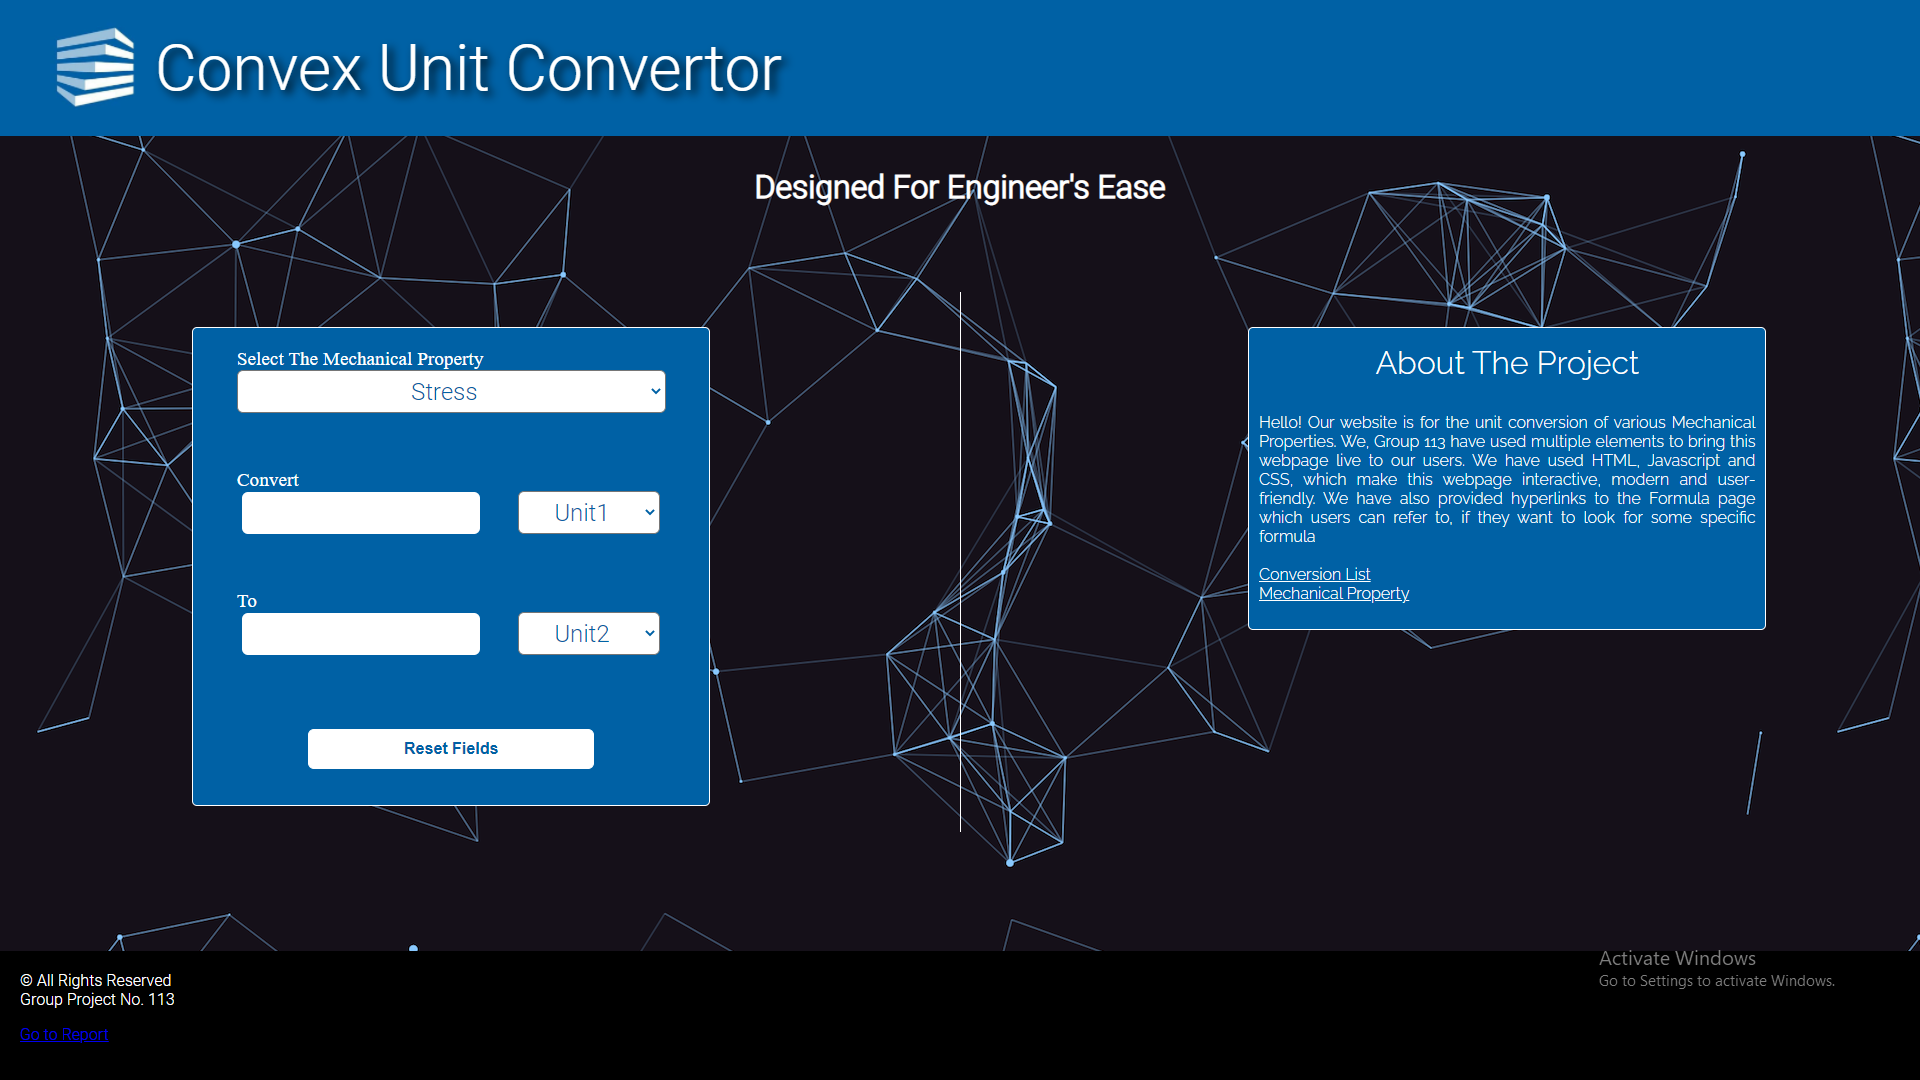 Convex Unit Convertor
Designed For Engineer's Ease
Select The Mechanical Property
Stress
Convert
Unit1
To
Unit2
Reset Fields
About The Project
Hello! Our website is for the unit conversion of various Mechanical
Properties. We, Group 113 have used multiple elements to bring this
webpage live to our users. We have used HTML, Javascript and
CSS, which make this webpage interactive, modern and user-
friendly. We have also provided hyperlinks to the Formula page
which users can refer to, if they want to look for some specific
formula
Conversion List
Mechanical Property
© All Rights Reserved
Group Project No. 113
Go to Report
Activate Windows
Go to Settings to activate Windows.